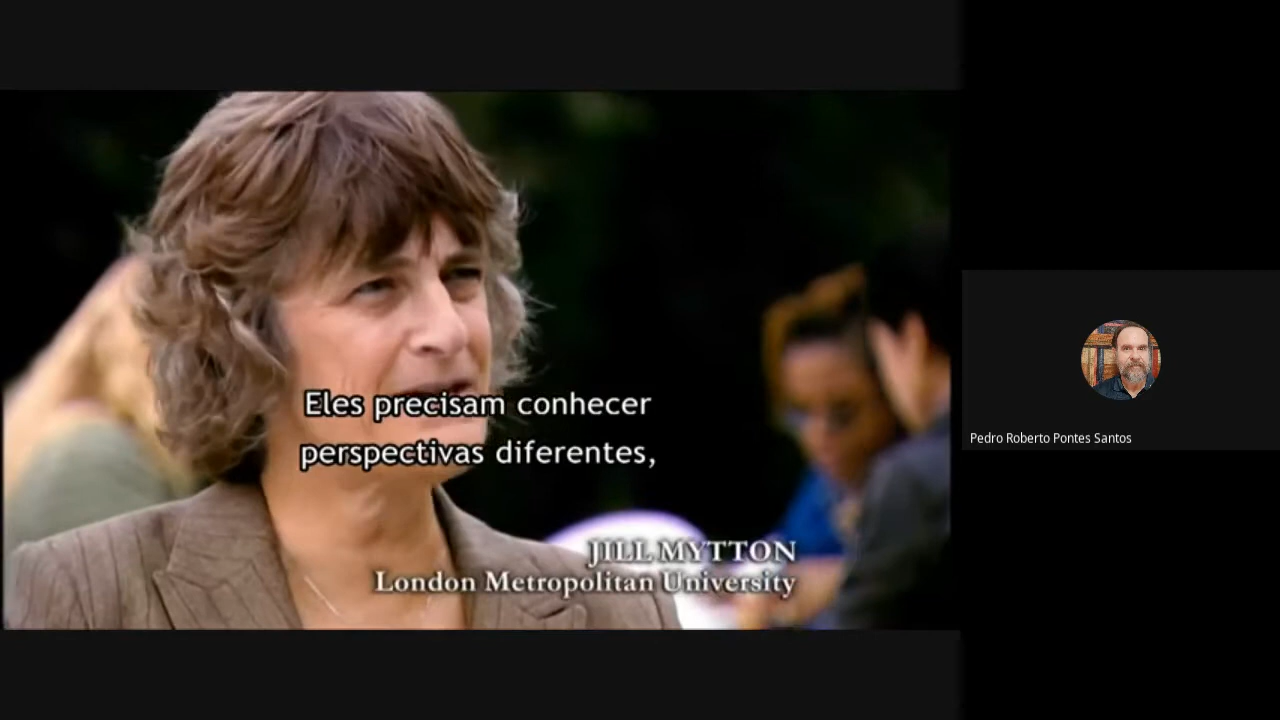 Eles precisam conhecer
perspectivas diferentes,
JILL MYTTON
London Metropolitan University
Pedro Roberto Pontes Santos